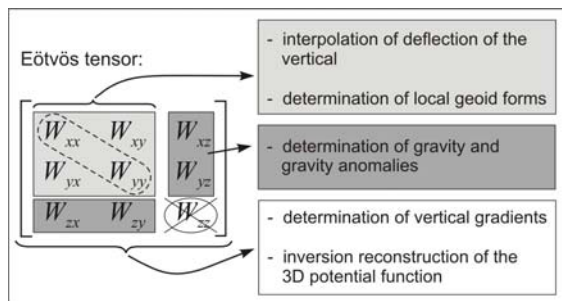 Eötvös tensor:
- interpolation of deflection of the
vertical
- determination of local geoid forms
W_xx W_xy W_xz
W_yx W_yy W_yz
W_zx W_zy W_zz
- determination of gravity and
gravity anomalies
- determination of vertical gradients
- inversion reconstruction of the
3D potential function